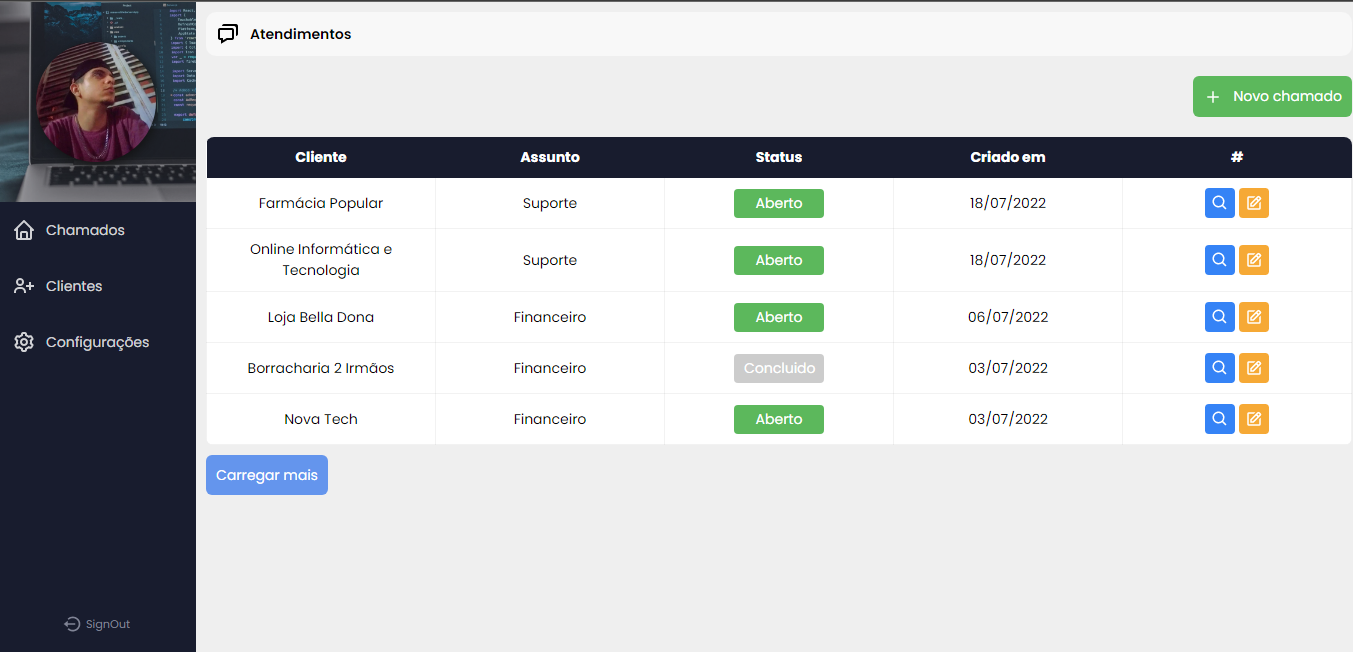 Atendimentos
Novo chamado
Cliente Assunto Status Criado em #
Farmácia Popular Suporte Aberto 18/07/2022
Online Informática e
Tecnologia Suporte Aberto 18/07/2022
Loja Bella Dona Financeiro Aberto 06/07/2022
Borracharia 2 Irmãos Financeiro Concluido 03/07/2022
Nova Tech Financeiro Aberto 03/07/2022
Carregar mais
Chamados
Clientes
Configurações
SignOut